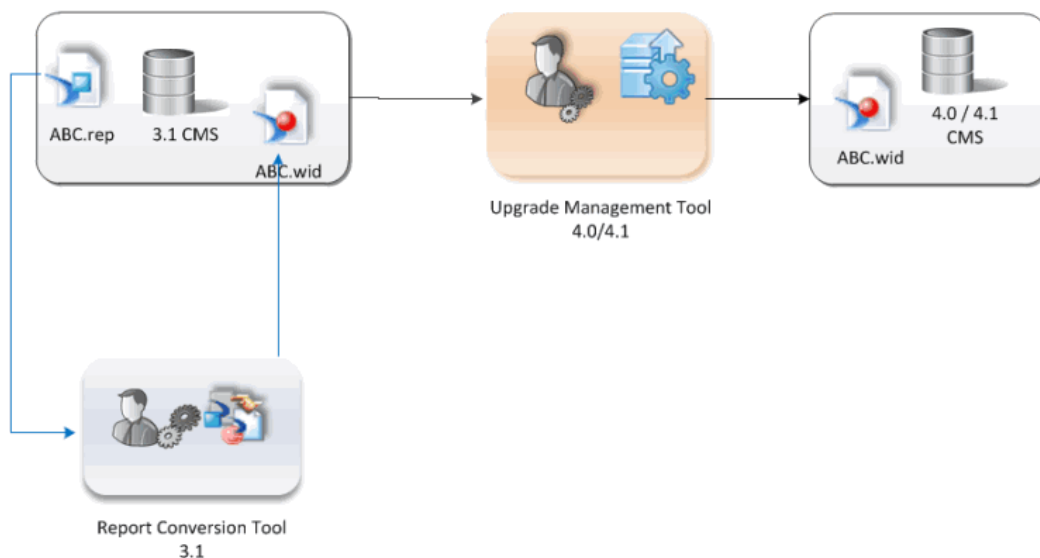 ABC.rep
3.1 CMS
ABC.wid
Upgrade Management Tool
4.0/4.1
ABC.wid
4.0 / 4.1
CMS
Report Conversion Tool
3.1